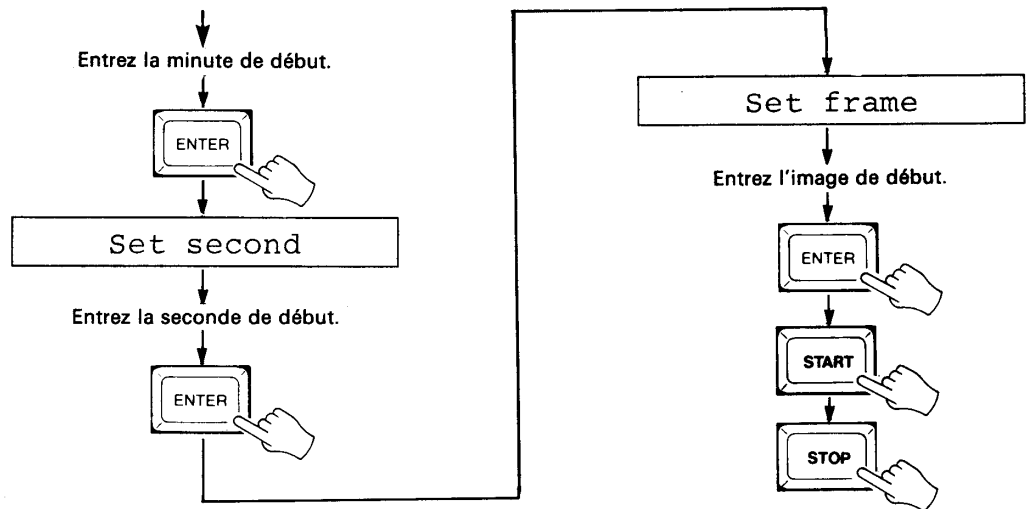 Entrez la minute de début.
ENTER
Set second
Entrez la seconde de début.
ENTER
Set frame
Entrez l'image de début.
ENTER
START
STOP